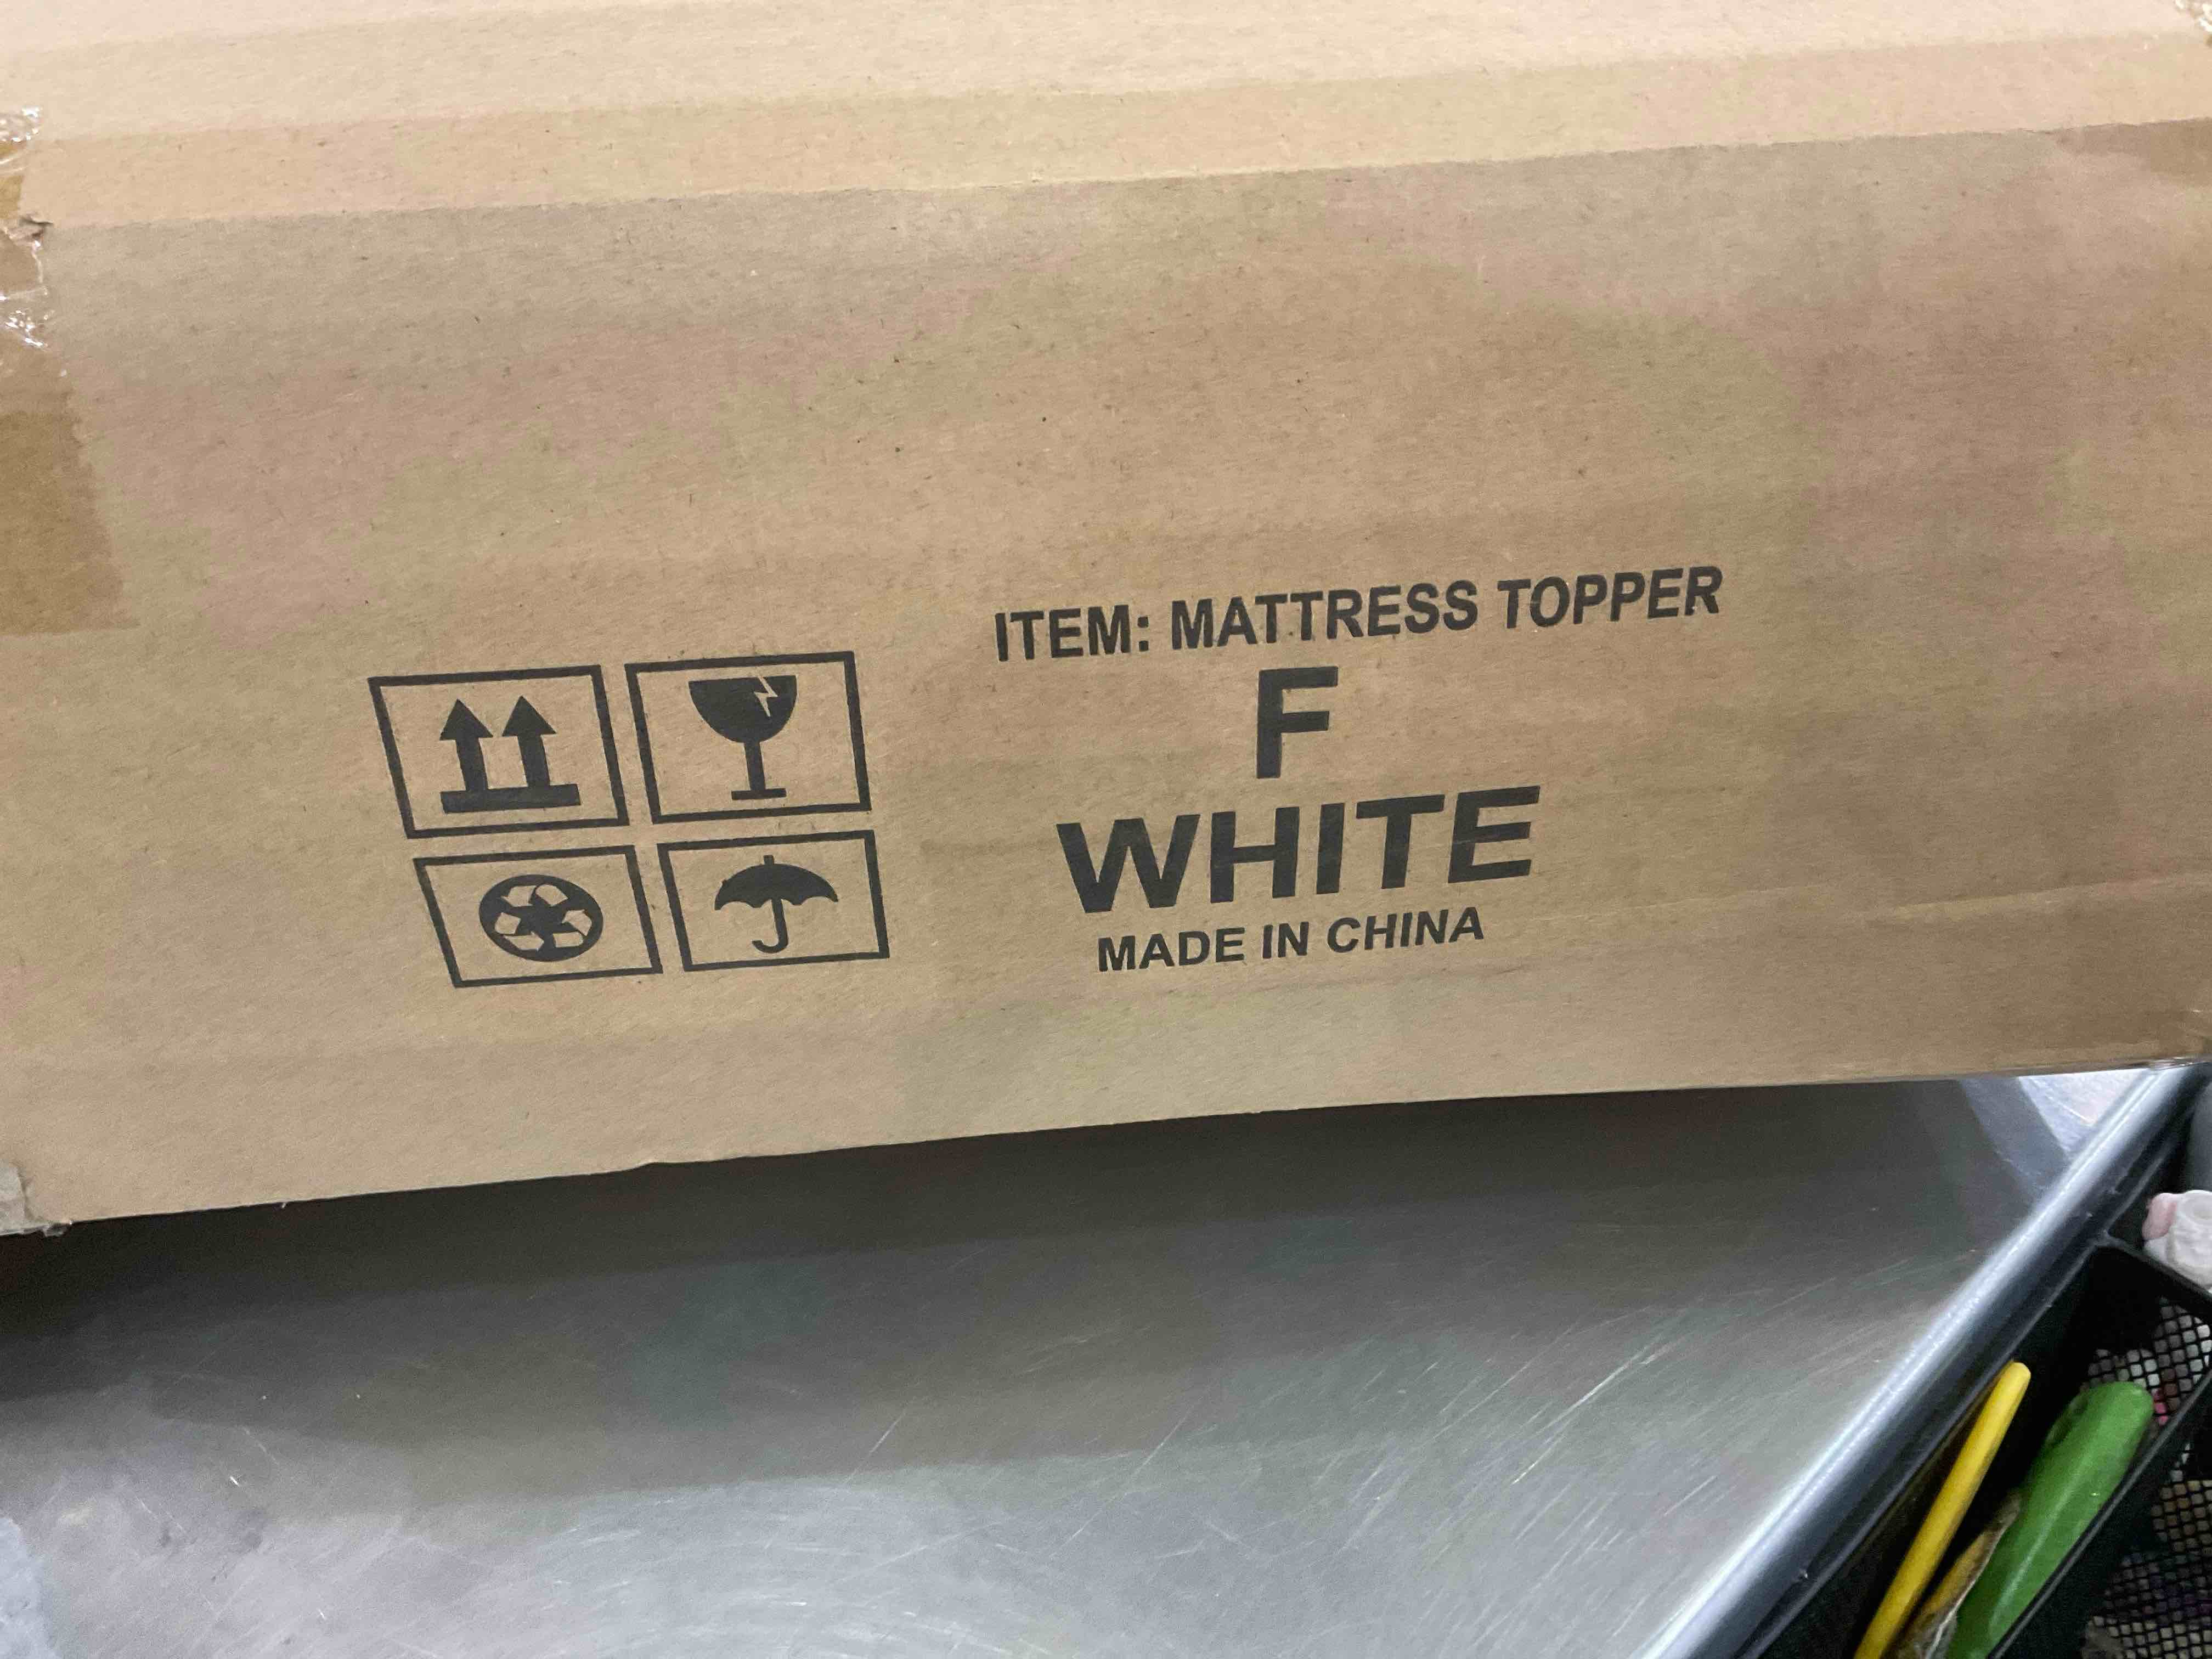 ITEM: MATTRESS TOPPER
F
WHITE
MADE IN CHINA